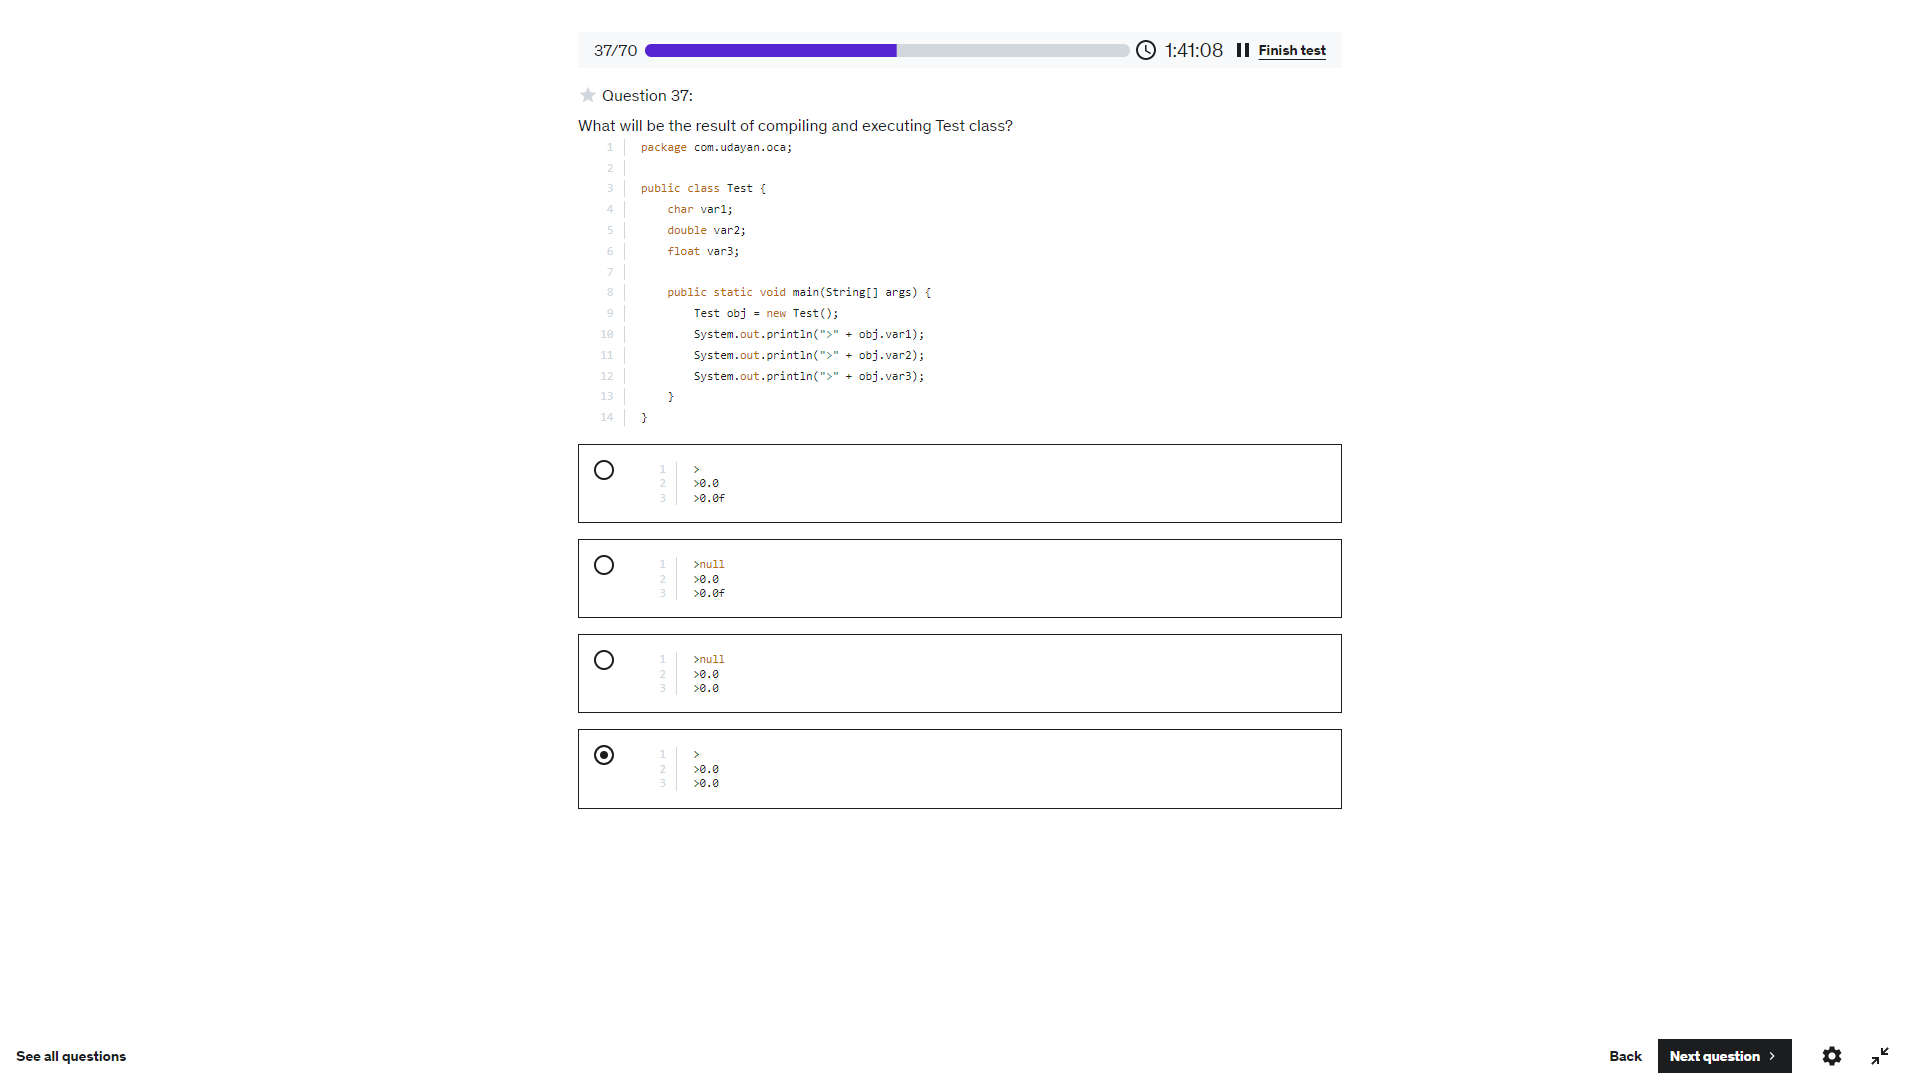 37/70 1:41:08 Finish test
Question 37:
What will be the result of compiling and executing Test class?
1 package com.udayan.oca;
2
3 public class Test {
4 char var1;
5 double var2;
6 float var3;
7
8 public static void main(String[] args) {
9 Test obj = new Test();
10 System.out.println(">" + obj.var1);
11 System.out.println(">" + obj.var2);
12 System.out.println(">" + obj.var3);
13 }
14 }
1 >
2 >0.0
3 >0.0f
1 >null
2 >0.0
3 >0.0f
1 >null
2 >0.0
3 >0.0
1 >
2 >0.0
3 >0.0
See all questions Back Next question